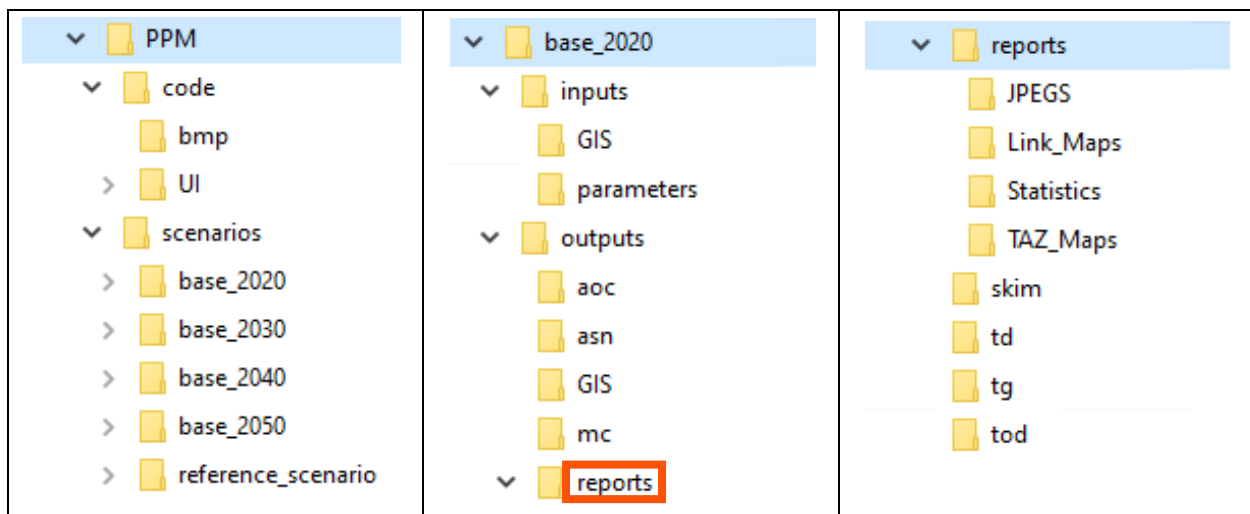 PPM
code
bmp
UI
scenarios
base_2020
base_2030
base_2040
base_2050
reference_scenario
base_2020
inputs
GIS
parameters
outputs
aoc
asn
GIS
mc
reports
reports
JPEGS
Link_Maps
Statistics
TAZ_Maps
skim
td
tg
tod